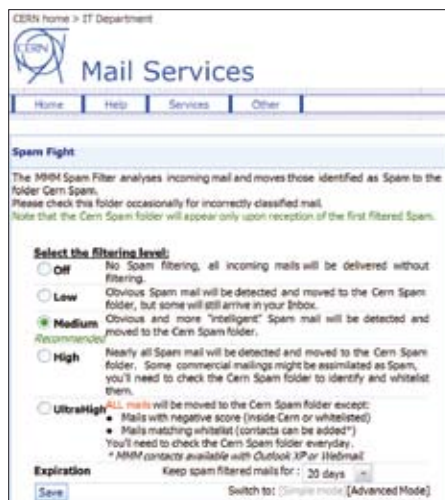 CERN home > IT Department
CERN
Mail Services
Home Help Services Other
Spam Fight
The MMM Spam Filter analyses incoming mail and moves those identified as Spam to the
folder Cern Spam.
Please check this folder occasionally for incorrectly classified mail.
Note that the Cern Spam folder will appear only upon reception of the first filtered Spam.
Select the filtering level:
Off No Spam filtering, all incoming mails will be delivered without
filtering.
Low Obvious Spam mail will be detected and moved to the Cern Spam
folder, but some will still arrive in your Inbox.
Medium Obvious and more "intelligent" Spam mail will be detected and
Recommended moved to the Cern Spam folder.
High Nearly all Spam mail will be detected and moved to the Cern Spam
folder. Some commercial mailings might be assimilated as Spam,
you'll need to check the Cern Spam folder to identify and whitelist
them.
UltraHigh ALL mails will be moved to the Cern Spam folder except:
• Mails with negative score (inside Cern or whitelisted)
• Mails matching whitelist (contacts can be added*)
You'll need to check the Cern Spam folder everyday.
* MMM contacts available with Outlook XP or Webmail
Expiration Keep spam filtered mails for : 20 days
Save Switch to: [Simple mode][Advanced Mode]